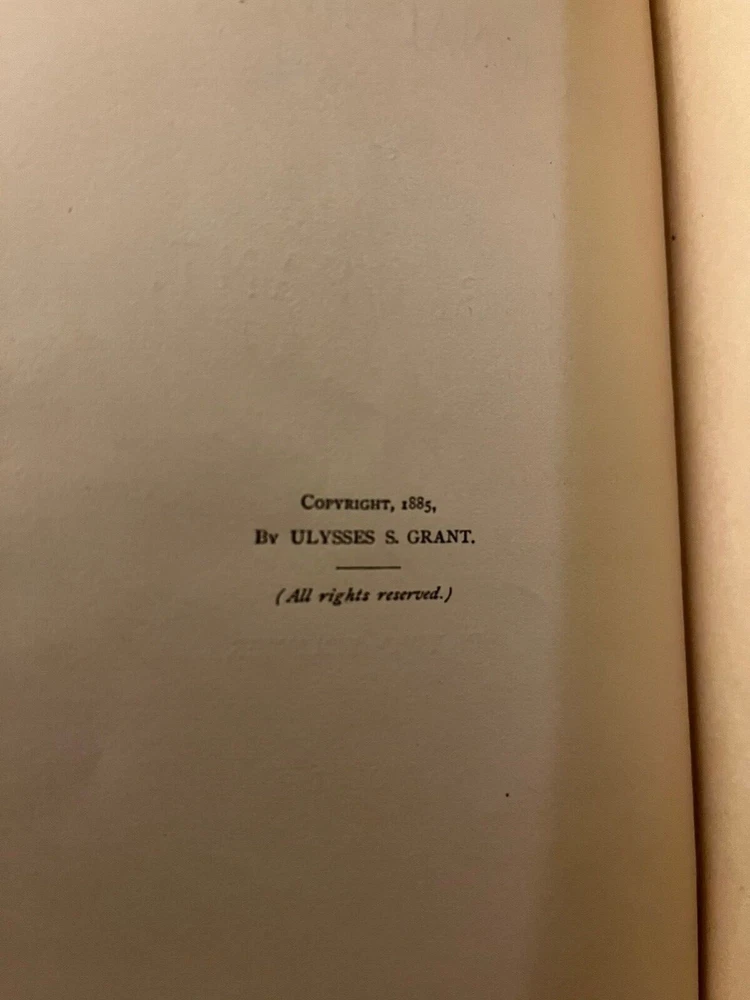 COPYRIGHT, 1885,
BY ULYSSES S. GRANT.
(All rights reserved.)